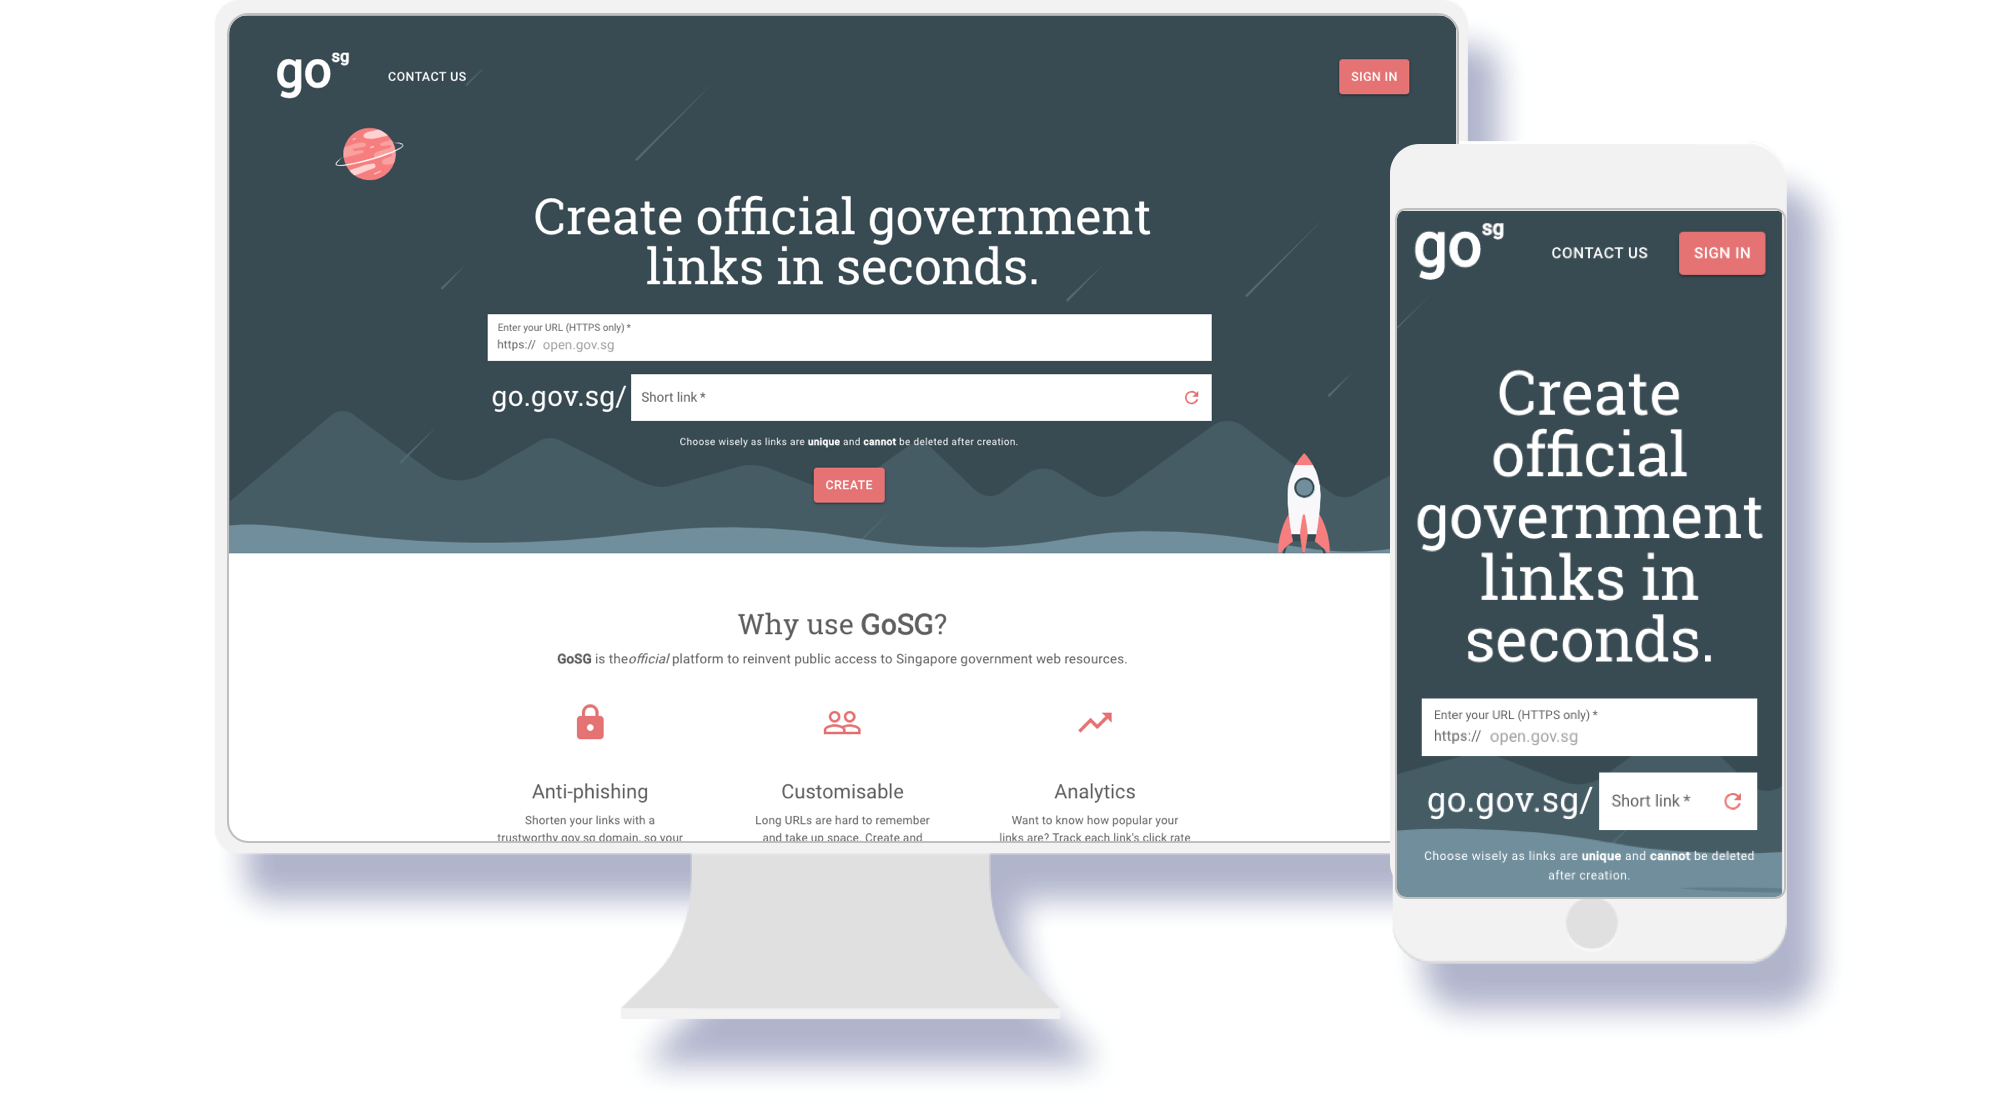 go sg
CONTACT US
SIGN IN
Create official government
links in seconds.
Enter your URL (HTTPS only) *
https:// open.gov.sg
go.gov.sg/
Short link *
Choose wisely as links are unique and cannot be deleted after creation.
CREATE
Why use GoSG?
GoSG is theofficial platform to reinvent public access to Singapore government web resources.
Anti-phishing
Shorten your links with a
trustworthy gov.sg domain, so your
Customisable
Long URLs are hard to remember
and take up space. Create and
Analytics
Want to know how popular your
links are? Track each link's click rate
go sg
CONTACT US
SIGN IN
Create
official
government
links in
seconds.
Enter your URL (HTTPS only) *
https:// open.gov.sg
go.gov.sg/
Short link *
Choose wisely as links are unique and cannot be deleted
after creation.